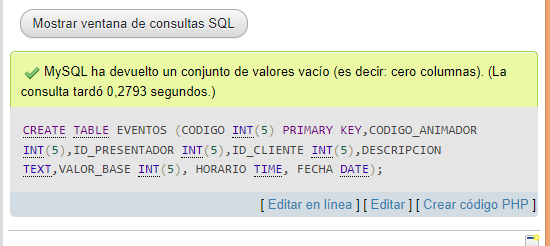 Mostrar ventana de consultas SQL
MySQL ha devuelto un conjunto de valores vacío (es decir: cero columnas). (La
consulta tardó 0,2793 segundos.)
CREATE TABLE EVENTOS (CODIGO INT(5) PRIMARY KEY,CODIGO_ANIMADOR
INT(5),ID_PRESENTADOR INT(5),ID_CLIENTE INT(5),DESCRIPCION
TEXT,VALOR_BASE INT(5), HORARIO TIME, FECHA DATE);
[ Editar en línea ] [ Editar ] [ Crear código PHP ]